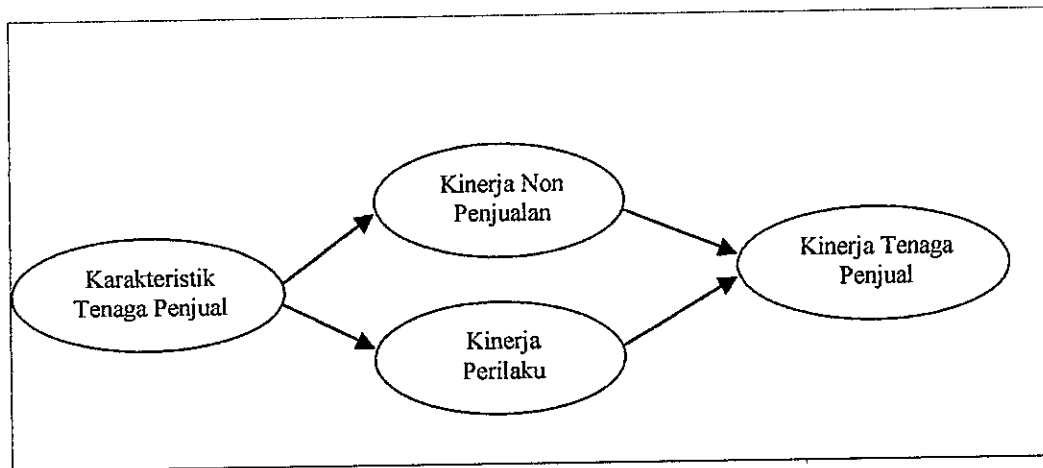 Karakteristik
Tenaga Penjual
Kinerja Non
Penjualan
Kinerja
Perilaku
Kinerja Tenaga
Penjual